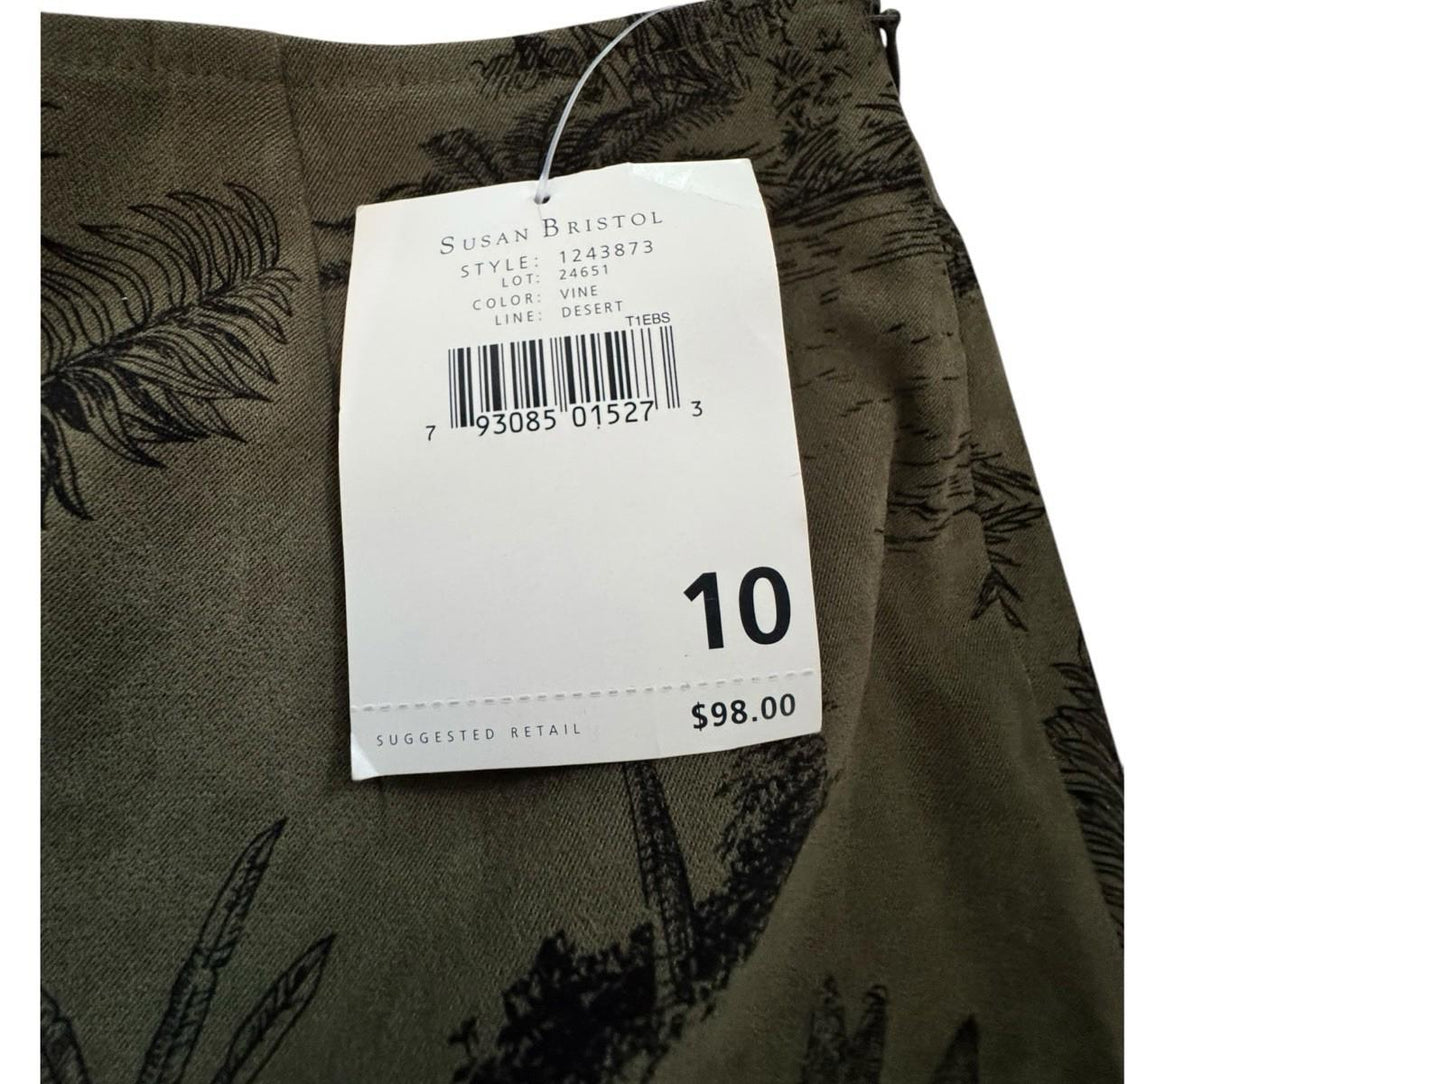 SUSAN BRISTOL
STYLE: 1243873
LOT: 24651
COLOR: VINE
LINE: DESERT
T1EBS
7 93085 01527 3
10
SUGGESTED RETAIL $98.00